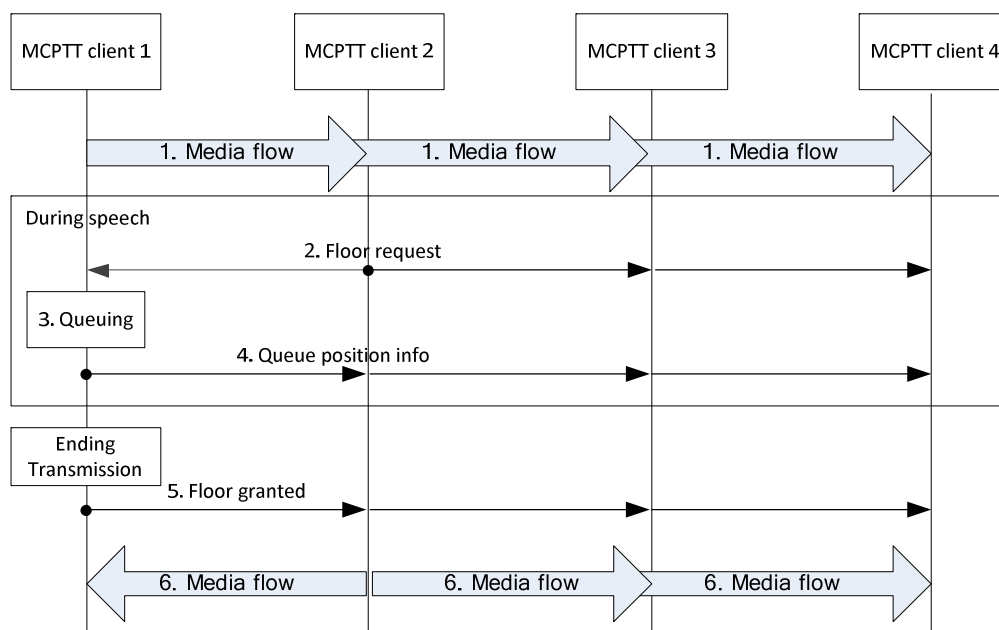 MCPTT client 1
MCPTT client 2
MCPTT client 3
MCPTT client 4
1. Media flow
1. Media flow
1. Media flow
During speech
2. Floor request
3. Queuing
4. Queue position info
Ending
Transmission
5. Floor granted
6. Media flow
6. Media flow
6. Media flow